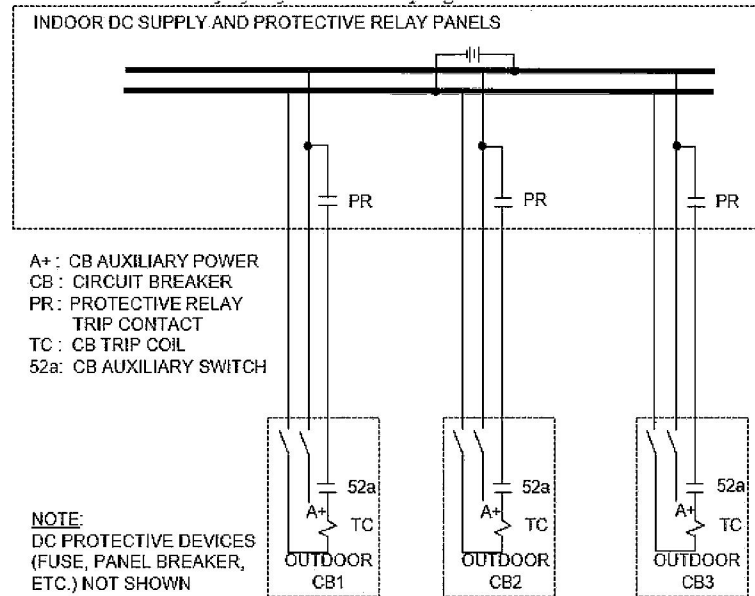 INDOOR DC SUPPLY AND PROTECTIVE RELAY PANELS
PR
PR
PR
A+: CB AUXILIARY POWER
CB : CIRCUIT BREAKER
PR: PROTECTIVE RELAY
TRIP CONTACT
TC : CB TRIP COIL
52a: CB AUXILIARY SWITCH
52a
52a
52a
A+
TC
A+
TC
A+
TC
NOTE:
DC PROTECTIVE DEVICES
(FUSE, PANEL BREAKER,
ETC.) NOT SHOWN
OUTDOOR
CB1
OUTDOOR
CB2
OUTDOOR
CB3